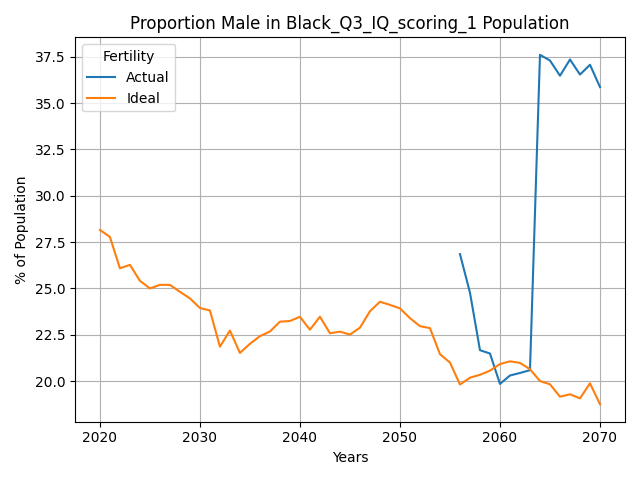 Proportion Male in Black_Q3_IQ_scoring_1 Population
Fertility
Actual
Ideal
% of Population
37.5
35.0
32.5
30.0
27.5
25.0
22.5
20.0
2020 2030 2040 2050 2060 2070
Years